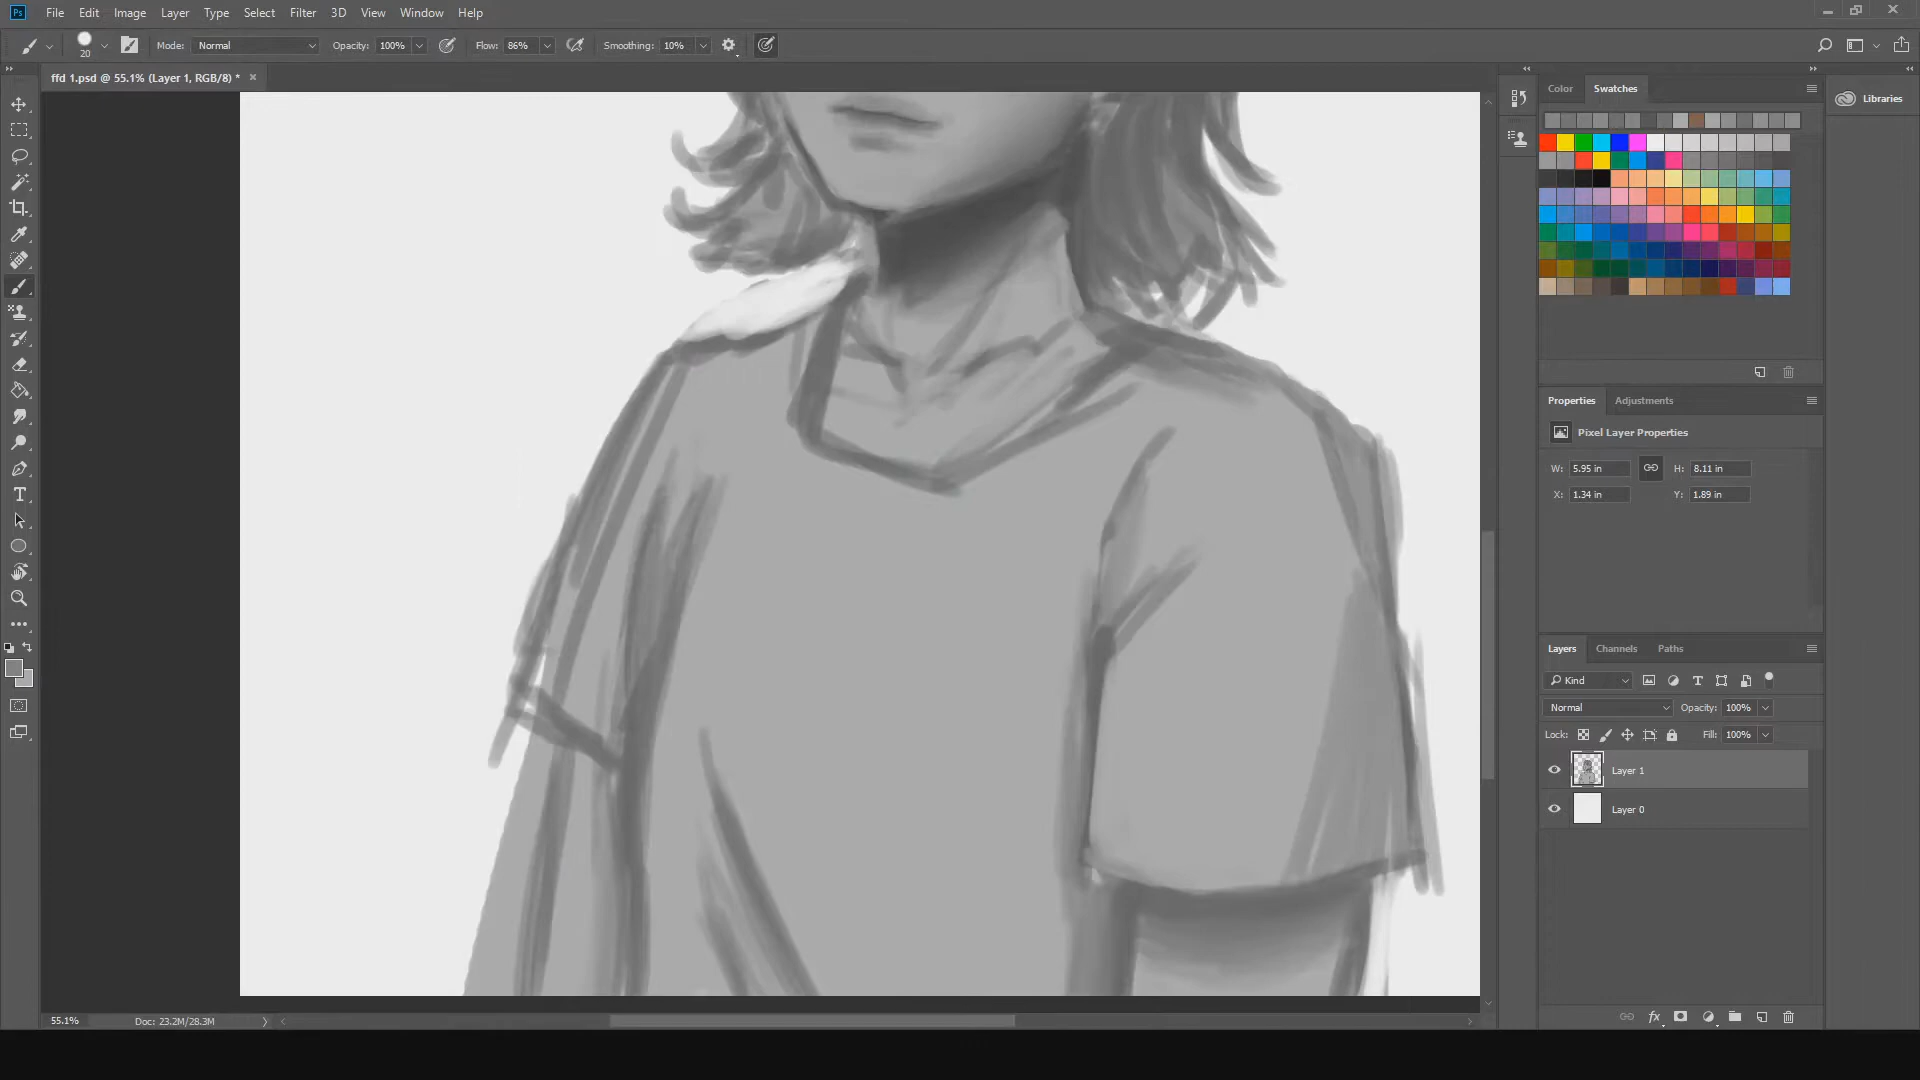 Ps File Edit Image Layer Type Select Filter 3D View Window Help
20 Mode: Normal Opacity: 100% Flow: 86% Smoothing: 10%
ffd 1.psd @ 55.1% (Layer 1, RGB/8) *
Color Swatches
Libraries
T
Properties Adjustments
Pixel Layer Properties
W: 5.95 in H: 8.11 in
X: 1.34 in Y: 1.89 in
Layers Channels Paths
Kind T
Normal Opacity: 100%
Lock: Fill: 100%
Layer 1
Layer 0
fx
55.1% Doc: 23.2M/28.3M